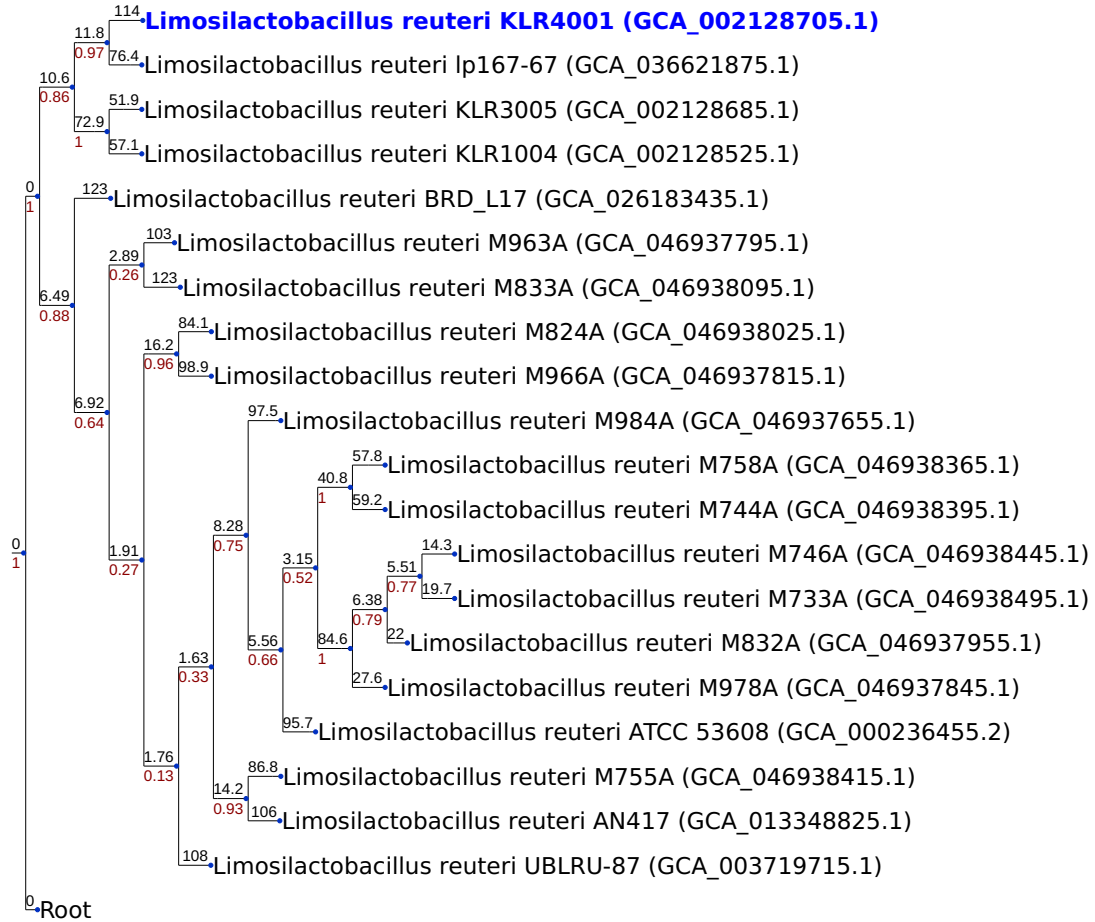 114
Limosilactobacillus reuteri KLR4001 (GCA_002128705.1)
11.8
0.97
76.4
Limosilactobacillus reuteri lp167-67 (GCA_036621875.1)
10.6
0.86
51.9
Limosilactobacillus reuteri KLR3005 (GCA_002128685.1)
72.9
1
57.1
Limosilactobacillus reuteri KLR1004 (GCA_002128525.1)
0
1
123
Limosilactobacillus reuteri BRD_L17 (GCA_026183435.1)
103
Limosilactobacillus reuteri M963A (GCA_046937795.1)
2.89
0.26
123
Limosilactobacillus reuteri M833A (GCA_046938095.1)
6.49
0.88
84.1
Limosilactobacillus reuteri M824A (GCA_046938025.1)
16.2
0.96
98.9
Limosilactobacillus reuteri M966A (GCA_046937815.1)
6.92
0.64
97.5
Limosilactobacillus reuteri M984A (GCA_046937655.1)
57.8
Limosilactobacillus reuteri M758A (GCA_046938365.1)
40.8
1
59.2
Limosilactobacillus reuteri M744A (GCA_046938395.1)
8.28
0.75
14.3
Limosilactobacillus reuteri M746A (GCA_046938445.1)
0
1
1.91
0.27
3.15
0.52
5.51
0.77
19.7
Limosilactobacillus reuteri M733A (GCA_046938495.1)
6.38
0.79
22
Limosilactobacillus reuteri M832A (GCA_046937955.1)
5.56
0.66
84.6
1
1.63
0.33
27.6
Limosilactobacillus reuteri M978A (GCA_046937845.1)
95.7
Limosilactobacillus reuteri ATCC 53608 (GCA_000236455.2)
1.76
0.13
86.8
Limosilactobacillus reuteri M755A (GCA_046938415.1)
14.2
0.93
106
Limosilactobacillus reuteri AN417 (GCA_013348825.1)
108
Limosilactobacillus reuteri UBLRU-87 (GCA_003719715.1)
0
Root